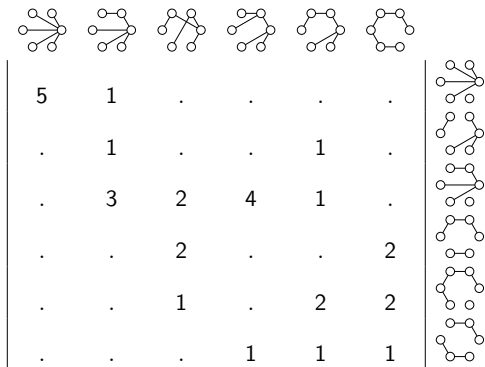 5 1 . . . .
. 1 . . 1 .
. 3 2 4 1 .
. . 2 . . 2
. . 1 . 2 2
. . . 1 1 1